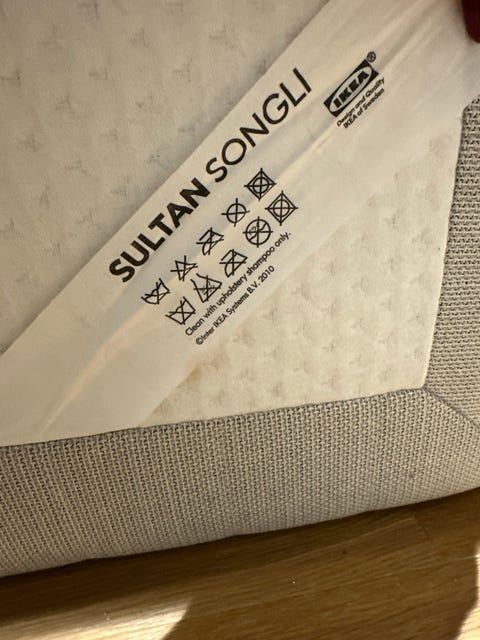 SULTAN SONGLI
IKEA®
Design and Quality
IKEA of Sweden
Clean with upholstery shampoo only.
©Inter IKEA Systems B.V. 2010